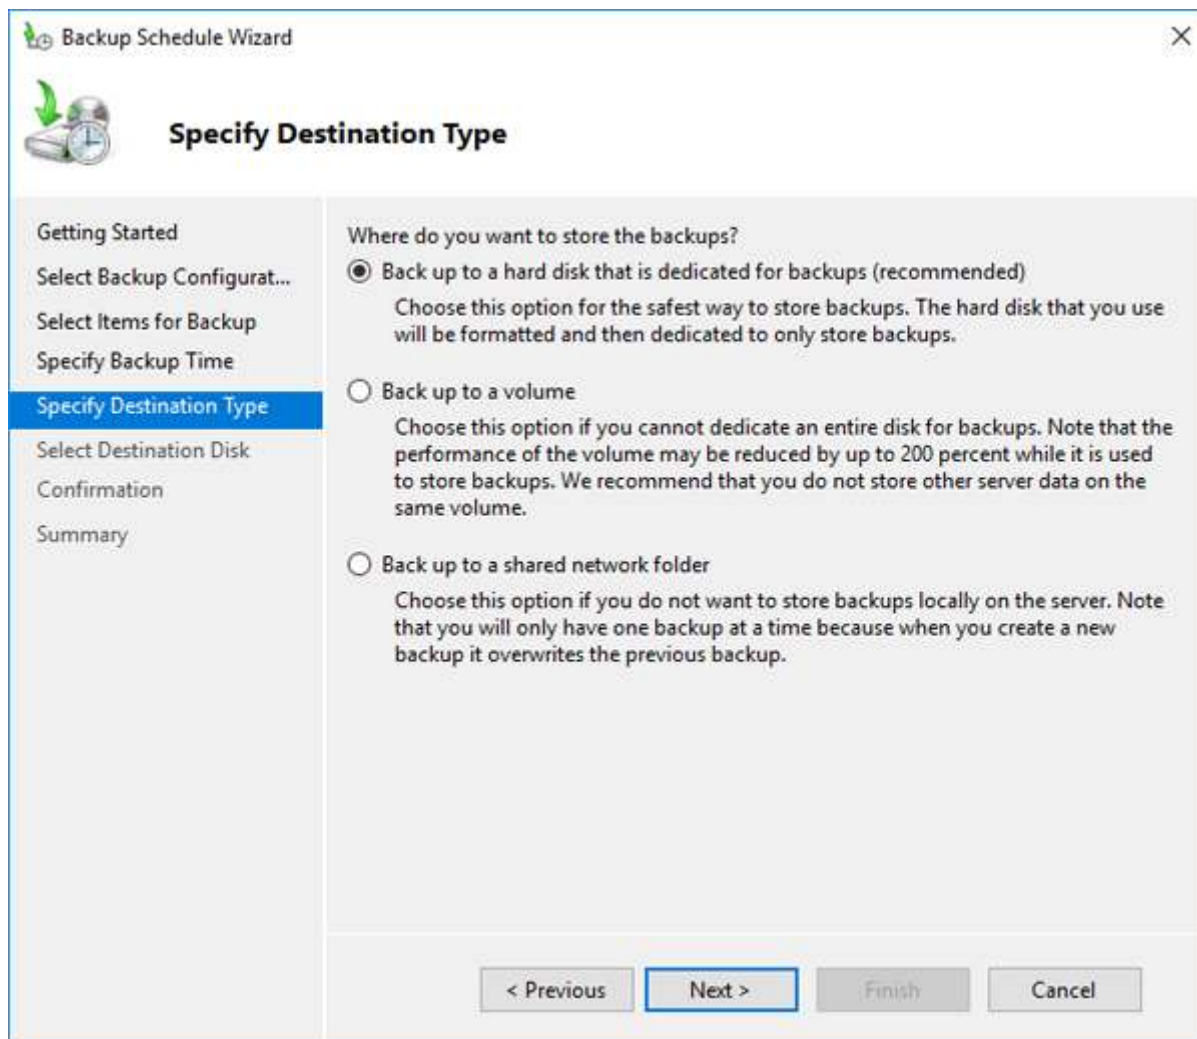 Backup Schedule Wizard
Specify Destination Type
Getting Started
Select Backup Configurat...
Select Items for Backup
Specify Backup Time
Specify Destination Type
Select Destination Disk
Confirmation
Summary
Where do you want to store the backups?
Back up to a hard disk that is dedicated for backups (recommended)
Choose this option for the safest way to store backups. The hard disk that you use
will be formatted and then dedicated to only store backups.
Back up to a volume
Choose this option if you cannot dedicate an entire disk for backups. Note that the
performance of the volume may be reduced by up to 200 percent while it is used
to store backups. We recommend that you do not store other server data on the
same volume.
Back up to a shared network folder
Choose this option if you do not want to store backups locally on the server. Note
that you will only have one backup at a time because when you create a new
backup it overwrites the previous backup.
< Previous
Next >
Finish
Cancel